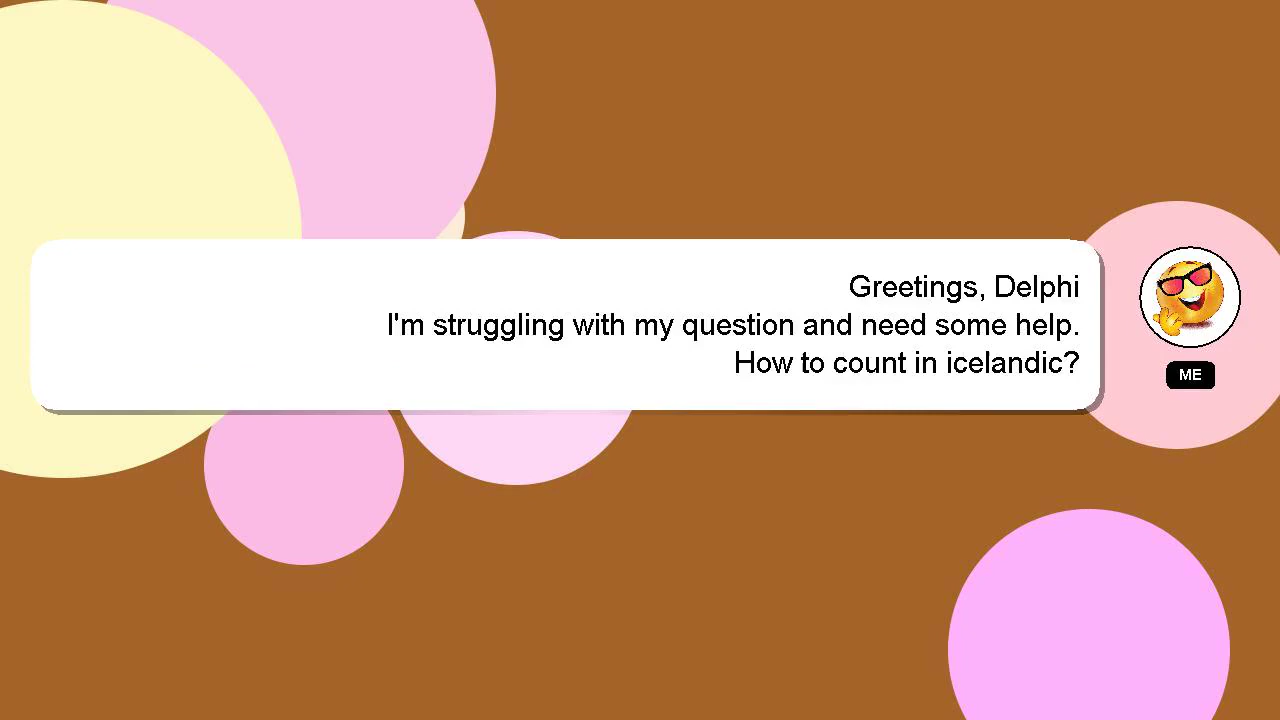 Greetings, Delphi
I'm struggling with my question and need some help.
How to count in icelandic?
ME